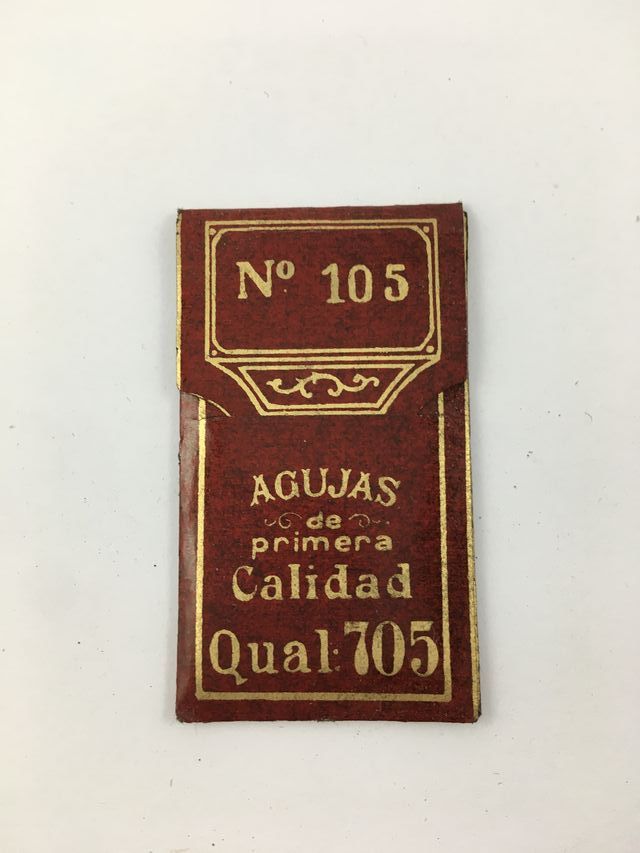 Nº 105
AGUJAS
de
primera
Calidad
Qual: 705